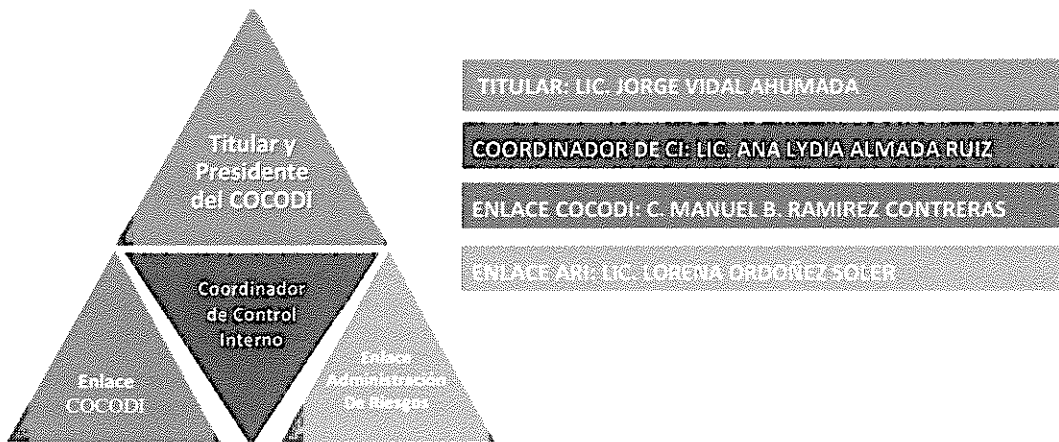 Titular y
Presidente
del COCODI
Coordinador
de Control
Interno
Enlace
COCODI
Enlace
Administración
De Riesgos
TITULAR: LIC. JORGE VIDAL AHUMADA
COORDINADOR DE CI: LIC. ANA LYDIA ALMADA RUIZ
ENLACE COCODI: C. MANUEL B. RAMIREZ CONTRERAS
ENLACE ARI: LIC. LORENA ORDOÑEZ SOLER